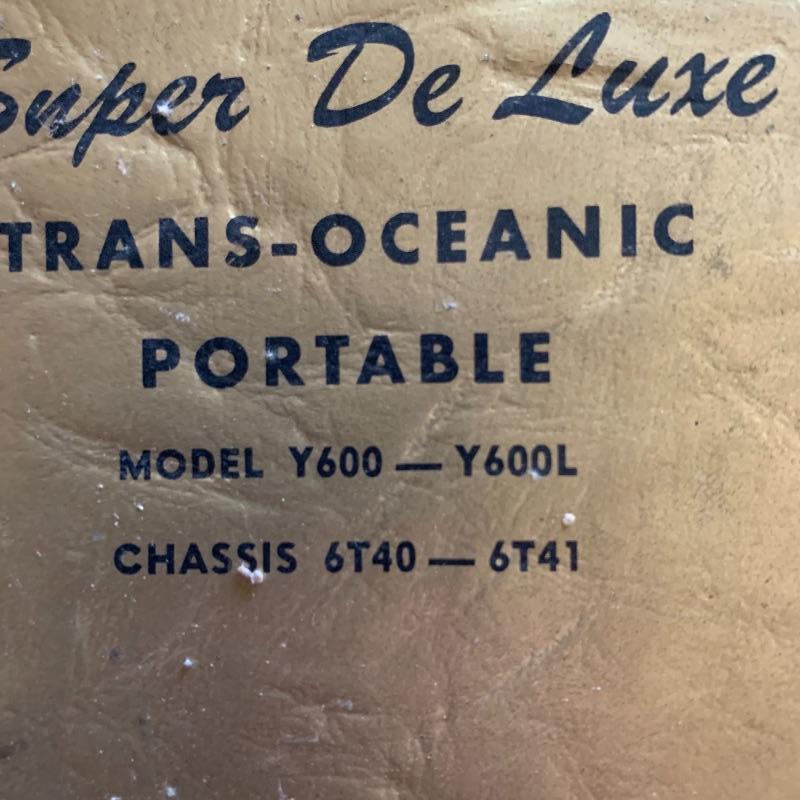 Super De Luxe
TRANS-OCEANIC
PORTABLE
MODEL Y600 — Y600L
CHASSIS 6T40 — 6T41